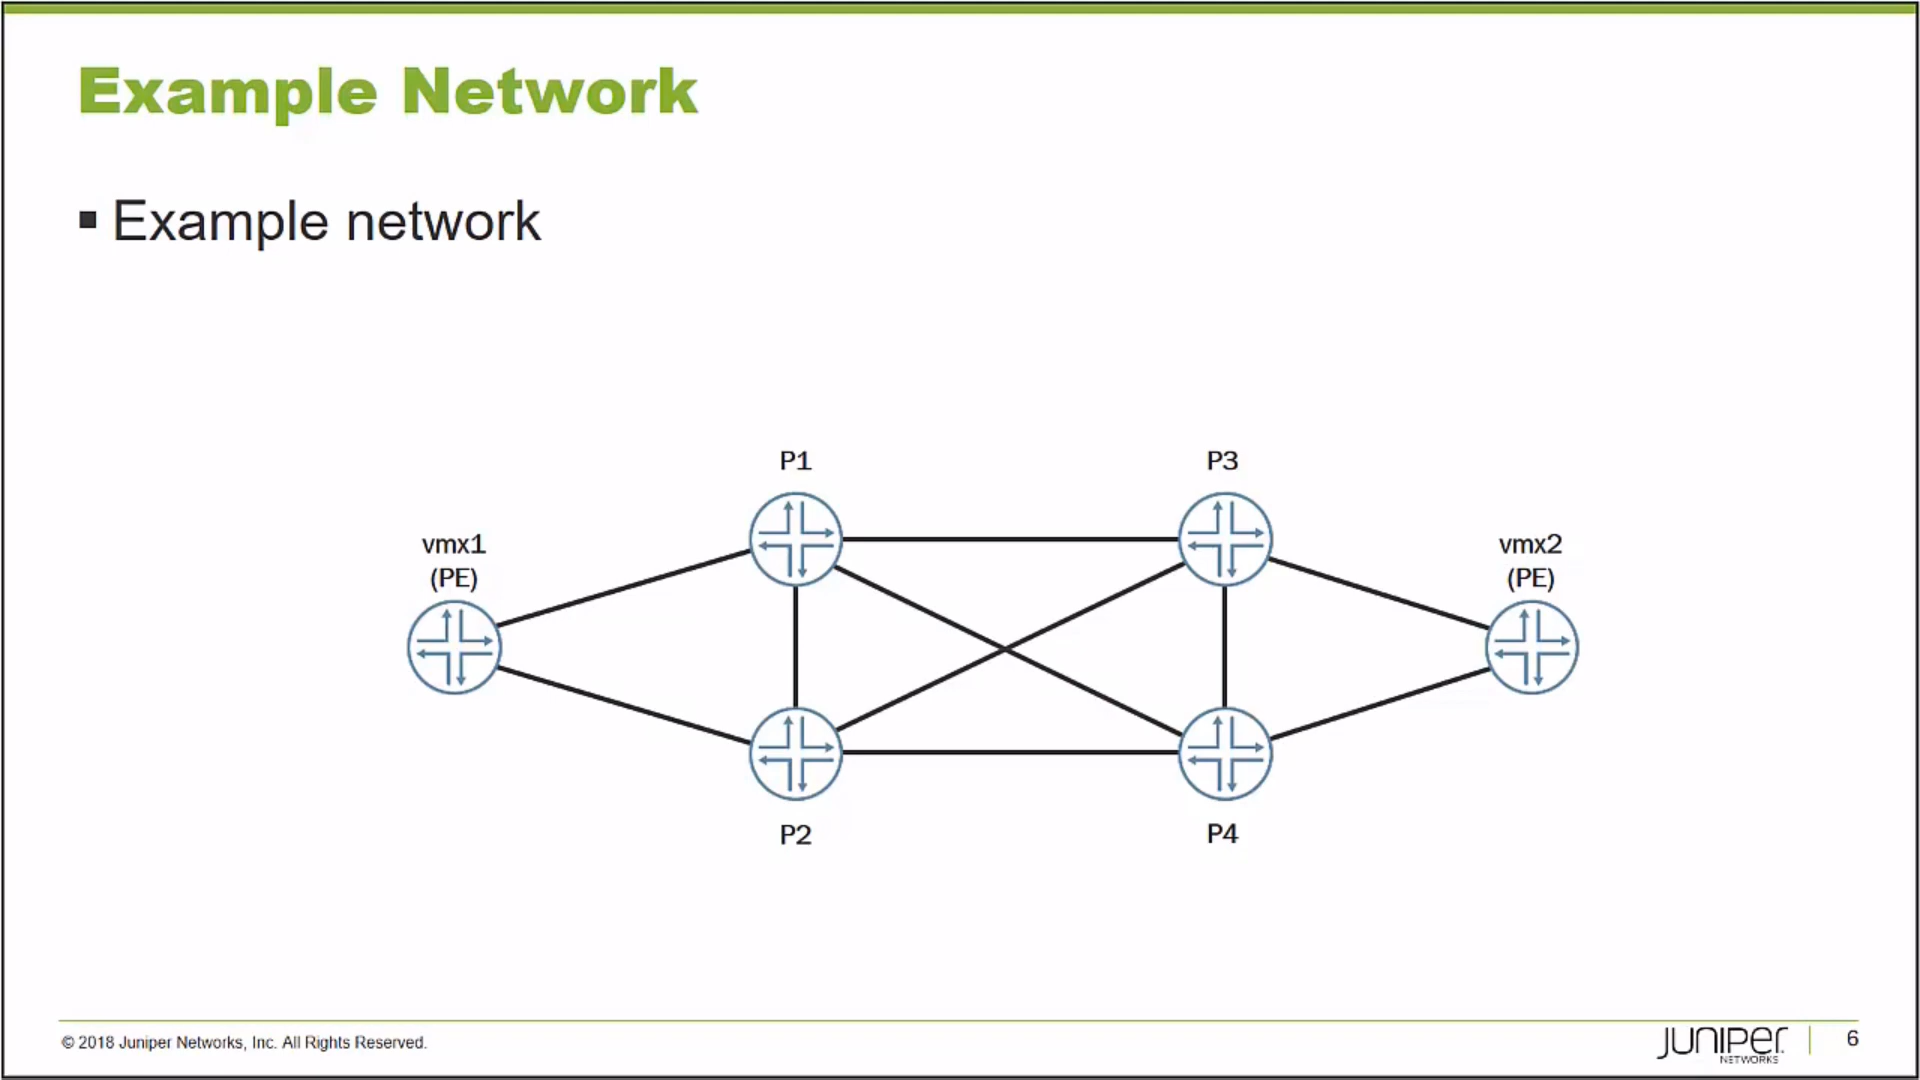 Example Network
▪ Example network
P1
P3
vmx1
(PE)
vmx2
(PE)
P2
P4
© 2018 Juniper Networks, Inc. All Rights Reserved.
JUNIPER
NETWORKS
6